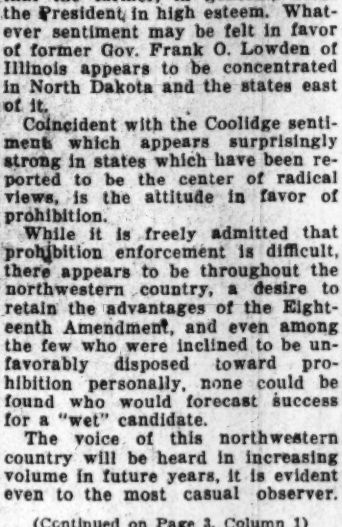 the President, in high esteem. What-
ever sentiment may be felt in favor
of former Gov. Frank O. Lowden of
Illinois appears to be concentrated
in North Dakota and the states east
of it.
Coincident with the Coolidge senti-
ment which appears surprisingly
strong in states which have been re-
ported to be the center of radical
views, is the attitude in favor of
prohibition.
While it is freely admitted that
prohibition enforcement is difficult,
there appears to be throughout the
northwestern country, a desire to
retain the advantages of the Eight-
eenth Amendment, and even among
the few who were inclined to be un-
favorably disposed toward pro-
hibition personally, none could be
found who would forecast success
for a "wet" candidate.
The voice of this northwestern
country will be heard in increasing
volume in future years, it is evident
even to the most casual observer.
(Continued on Page 3, Column 1)